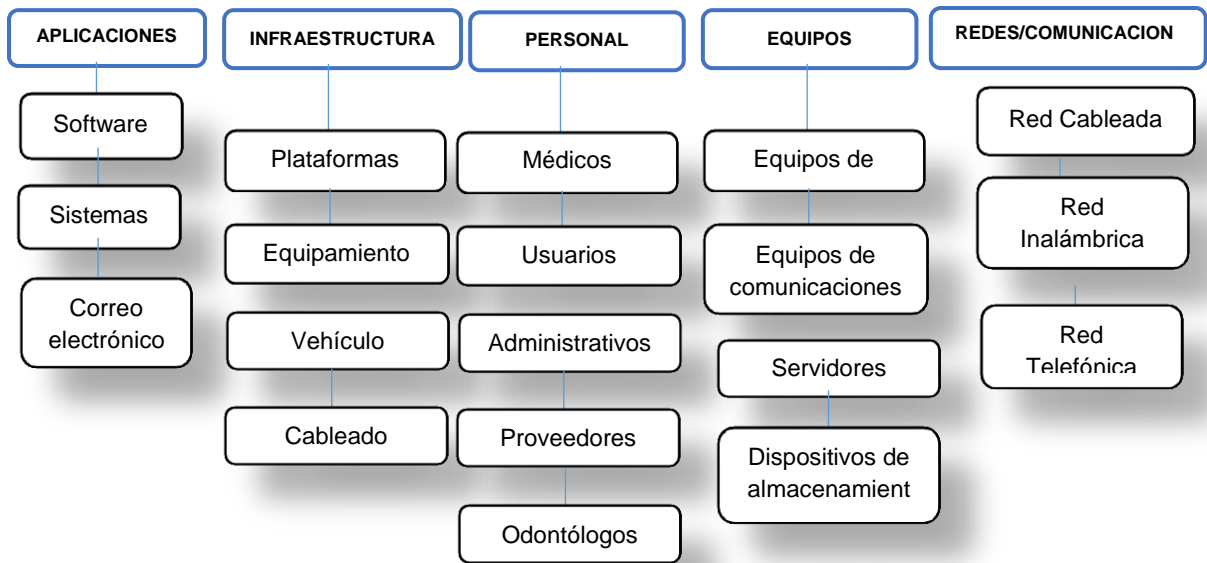 APLICACIONES
Software
Sistemas
Correo
electrónico
INFRAESTRUCTURA
Plataformas
Equipamiento
Vehículo
Cableado
PERSONAL
Médicos
Usuarios
Administrativos
Proveedores
Odontólogos
EQUIPOS
Equipos de
Equipos de
comunicaciones
Servidores
Dispositivos de
almacenamient
REDES/COMUNICACION
Red Cableada
Red
Inalámbrica
Red
Telefónica